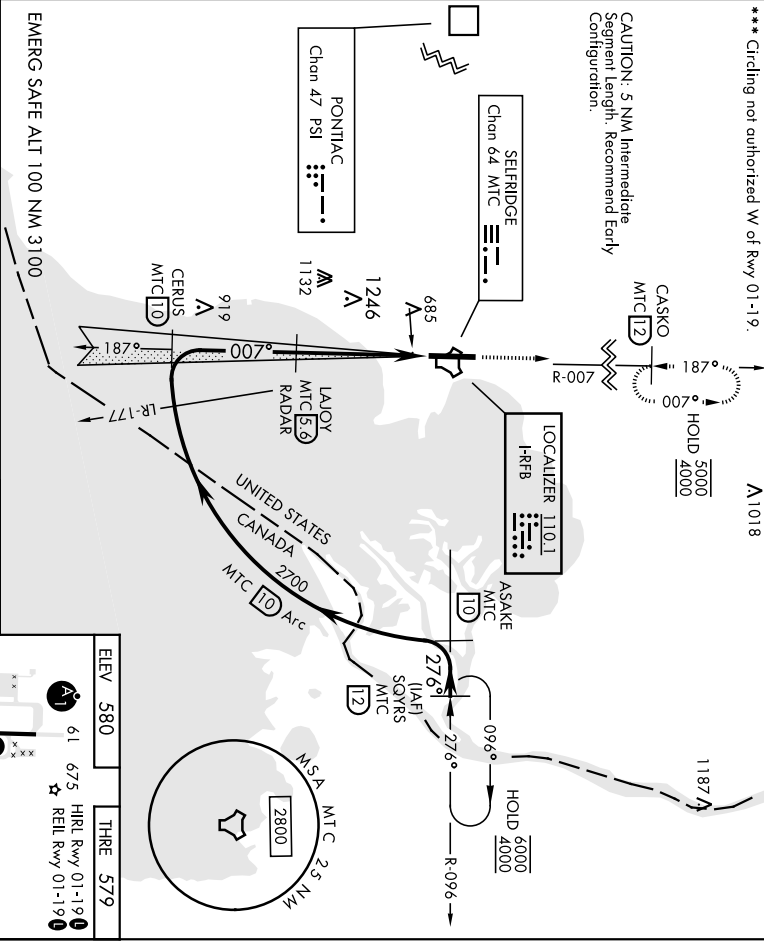 *** Circling not authorized W of Rwy 01-19.
CAUTION: 5 NM Intermediate
Segment Length. Recommend Early
Configuration.
CASKO
MTC 12
187°
007°
HOLD
5000
4000
R-007
1018
SELFRIDGE
Chan 64 MTC
PONTIAC
Chan 47 PSI
LOCALIZER 110.1
I-RFB
685
1246
1132
919
CERUS
MTC 10
187°
007°
LAJOY
MTC 5.6
RADAR
LR-177
UNITED STATES
CANADA
2700
MTC 10 Arc
ASAKE
MTC
10
276°
(IAF)
SQYRS
MTC
12
096°
276°
HOLD
6000
4000
R-096
1187
EMERG SAFE ALT 100 NM 3100
MSA MTC 25 NM
2800
ELEV 580
THRE 579
A1
61
675
HIRL Rwy 01-19 L
REIL Rwy 01-19 L